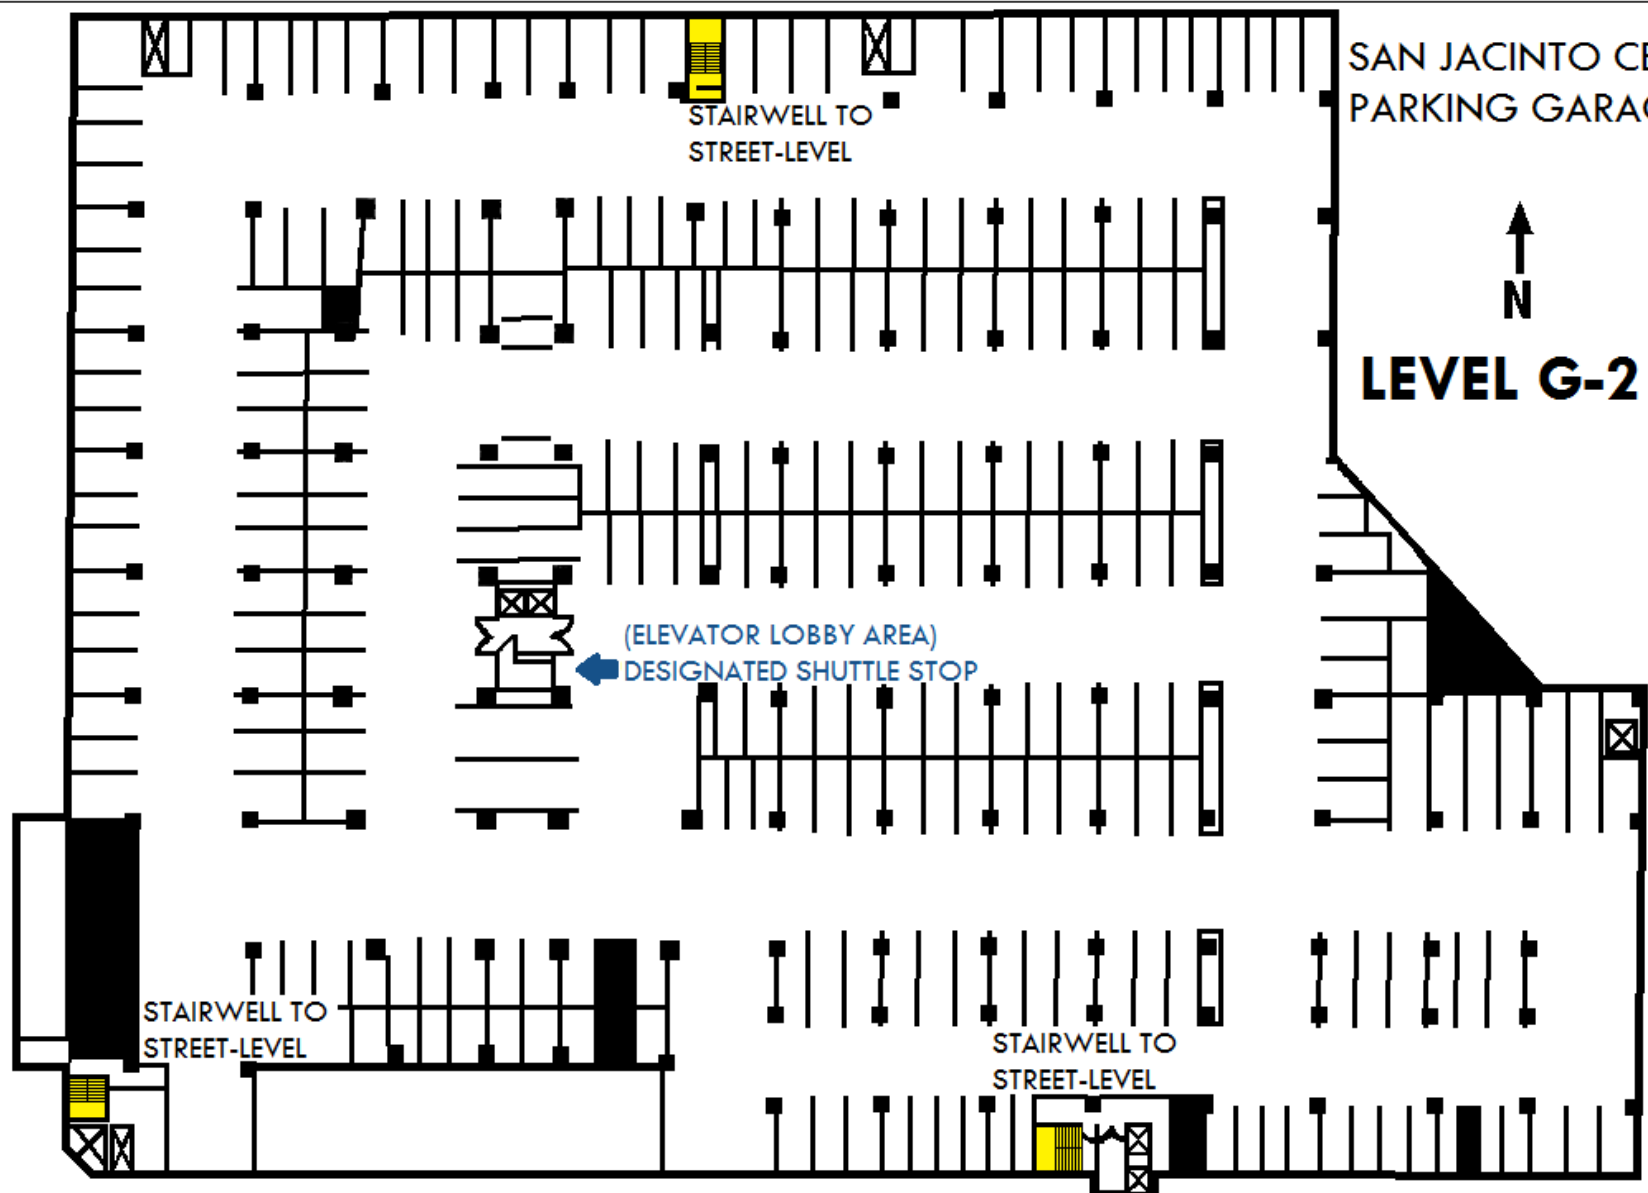 SAN JACINTO CE
PARKING GARAG
STAIRWELL TO
STREET-LEVEL
N
LEVEL G-2
(ELEVATOR LOBBY AREA)
DESIGNATED SHUTTLE STOP
STAIRWELL TO
STREET-LEVEL
STAIRWELL TO
STREET-LEVEL